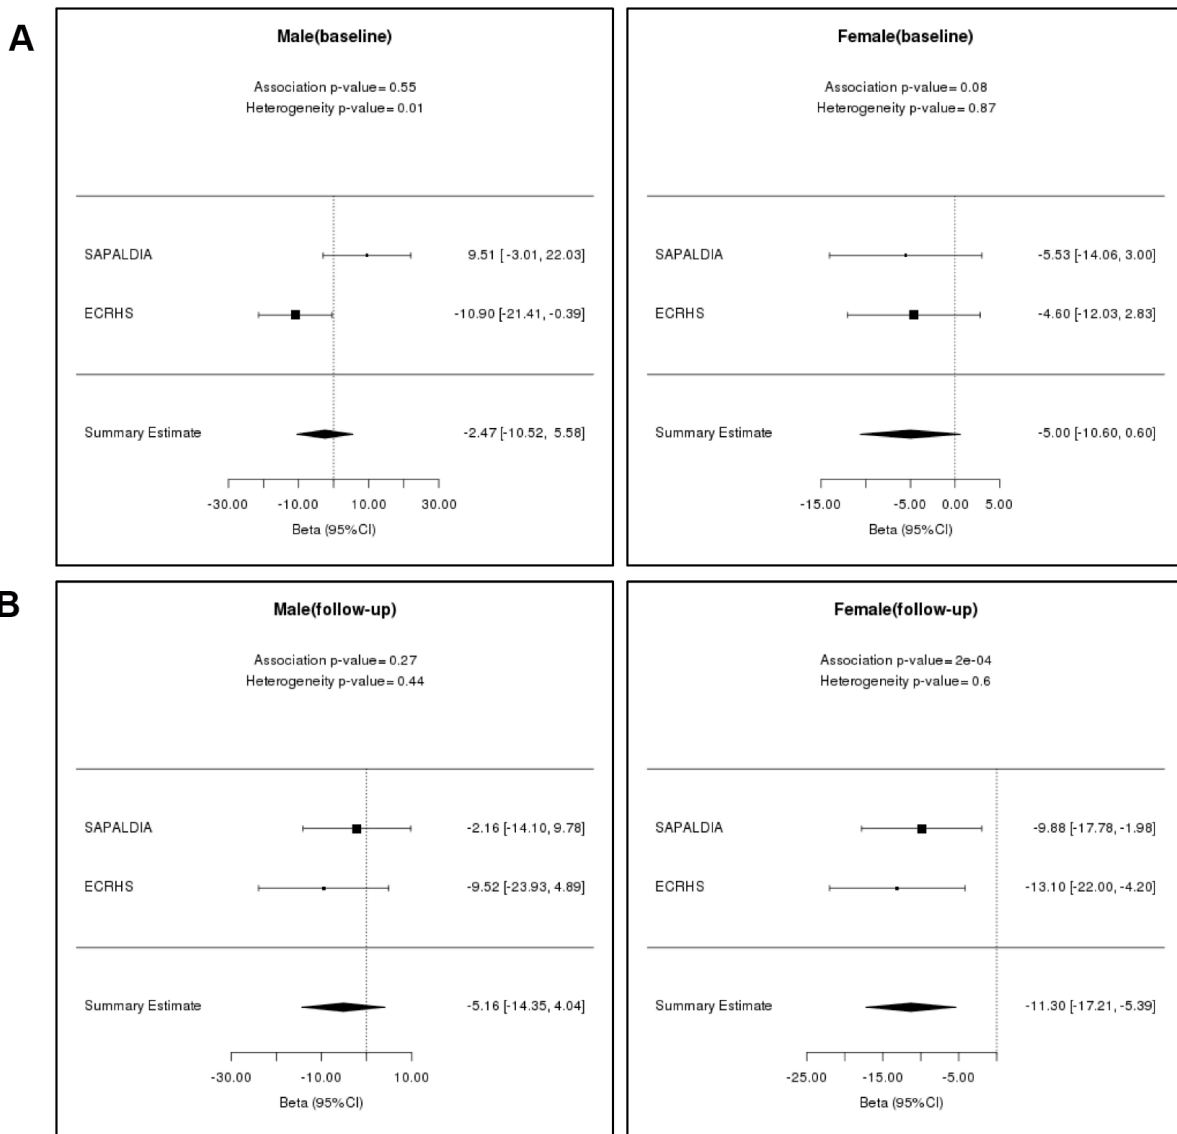 A
Male(baseline)
Association p-value= 0.55
Heterogeneity p-value= 0.01
SAPALDIA 9.51 [ -3.01, 22.03]
ECRHS -10.90 [-21.41, -0.39]
Summary Estimate -2.47 [-10.52, 5.58]
-30.00 -10.00 10.00 30.00
Beta (95%CI)
Female(baseline)
Association p-value= 0.08
Heterogeneity p-value= 0.87
SAPALDIA -5.53 [-14.06, 3.00]
ECRHS -4.60 [-12.03, 2.83]
Summary Estimate -5.00 [-10.60, 0.60]
-15.00 -5.00 0.00 5.00
Beta (95%CI)
B
Male(follow-up)
Association p-value= 0.27
Heterogeneity p-value= 0.44
SAPALDIA -2.16 [-14.10, 9.78]
ECRHS -9.52 [-23.93, 4.89]
Summary Estimate -5.16 [-14.35, 4.04]
-30.00 -10.00 10.00
Beta (95%CI)
Female(follow-up)
Association p-value= 2e-04
Heterogeneity p-value= 0.6
SAPALDIA -9.88 [-17.78, -1.98]
ECRHS -13.10 [-22.00, -4.20]
Summary Estimate -11.30 [-17.21, -5.39]
-25.00 -15.00 -5.00
Beta (95%CI)